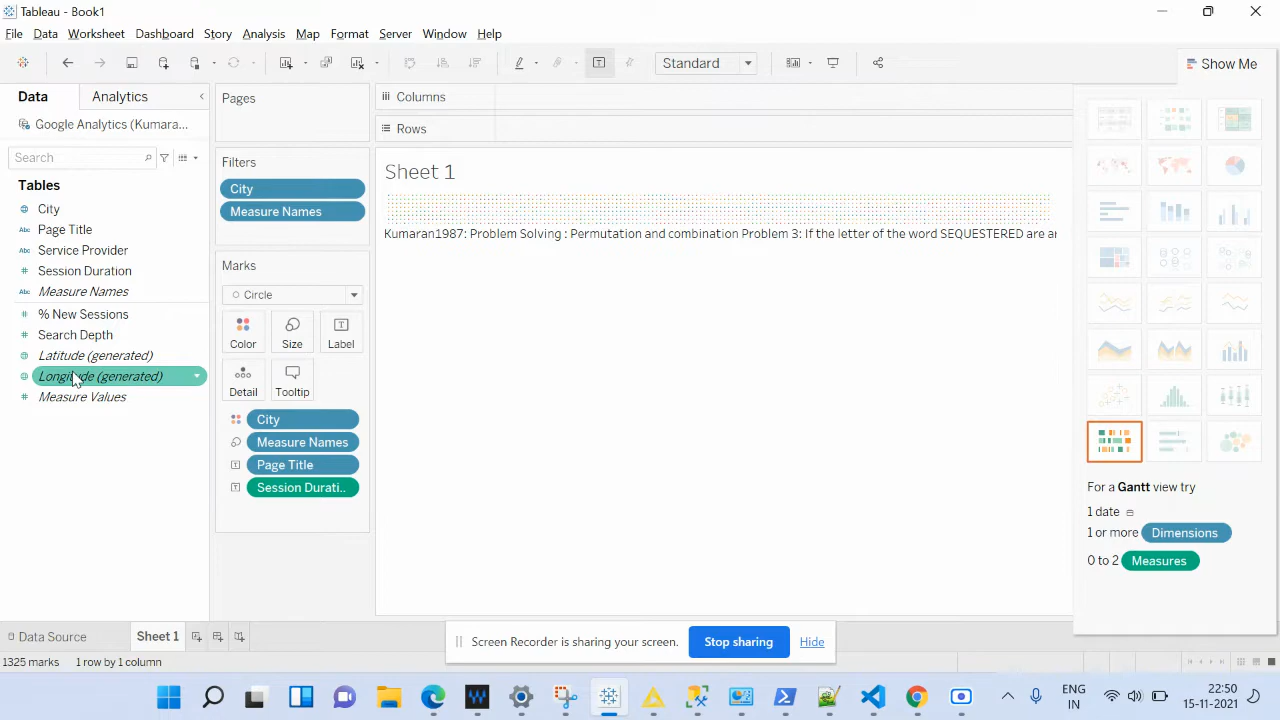 Tableau - Book1
File Data Worksheet Dashboard Story Analysis Map Format Server Window Help
Standard
Show Me
Data Analytics
Google Analytics (Kumara...
Search
Tables
City
Abc Page Title
Abc Service Provider
Session Duration
Abc Measure Names
% New Sessions
Search Depth
Latitude (generated)
Longitude (generated)
Measure Values
Pages
Filters
City
Measure Names
Marks
Circle
Color Size Label
Detail Tooltip
City
Measure Names
Page Title
Session Durati..
Columns
Rows
Sheet 1
Kumaran1987: Problem Solving : Permutation and combination Problem 3: If the letter of the word SEQUESTERED are ar
For a Gantt view try
1 date
1 or more Dimensions
0 to 2 Measures
Data Source Sheet 1
Screen Recorder is sharing your screen. Stop sharing Hide
1325 marks 1 row by 1 column
ENG
IN
22:50
15-11-2021